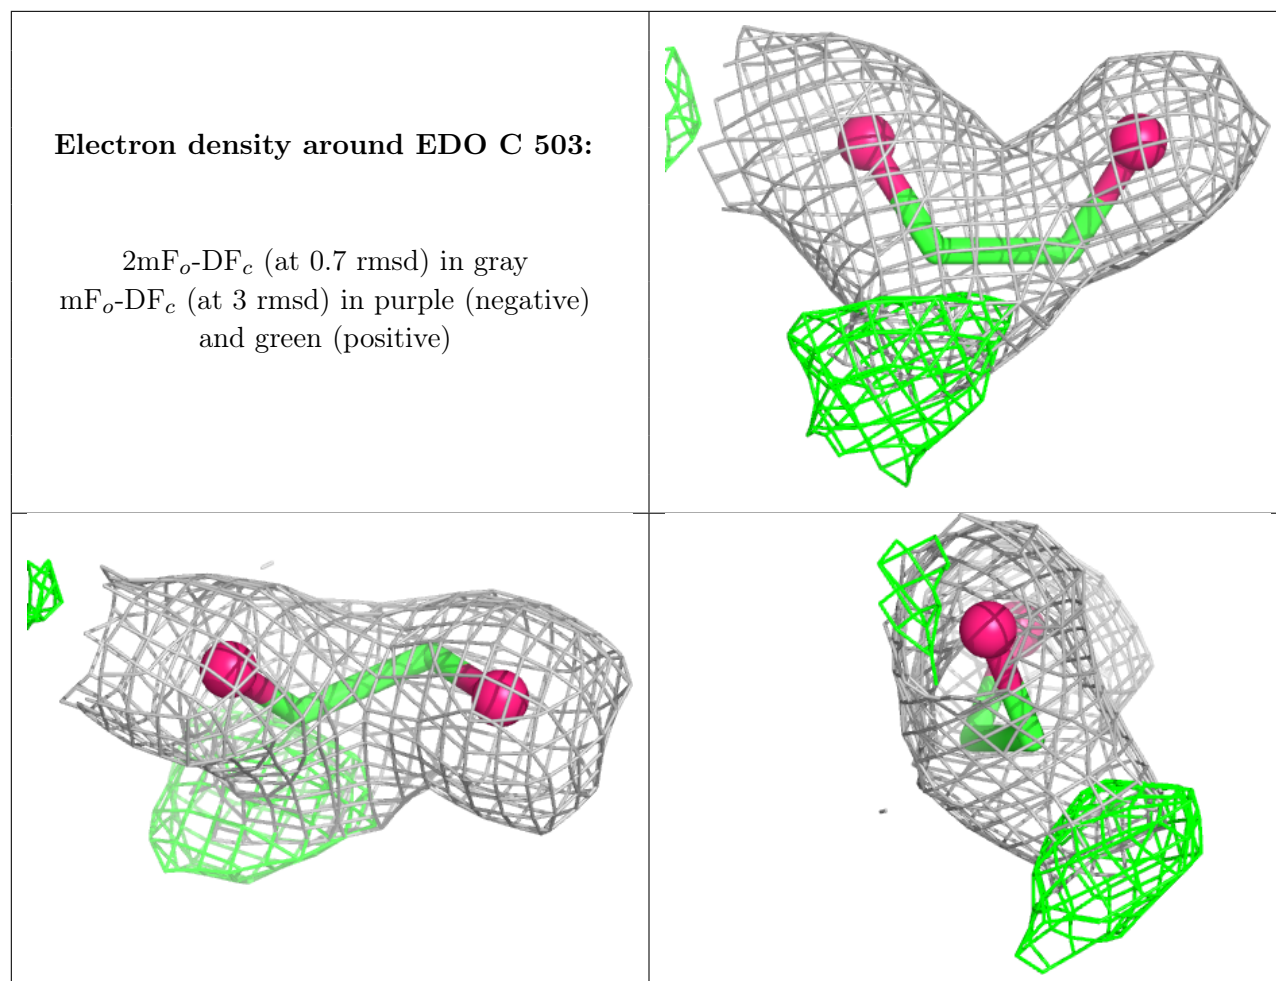 Electron density around EDO C 503:
2mFo-DFc (at 0.7 rmsd) in gray
mFo-DFc (at 3 rmsd) in purple (negative)
and green (positive)